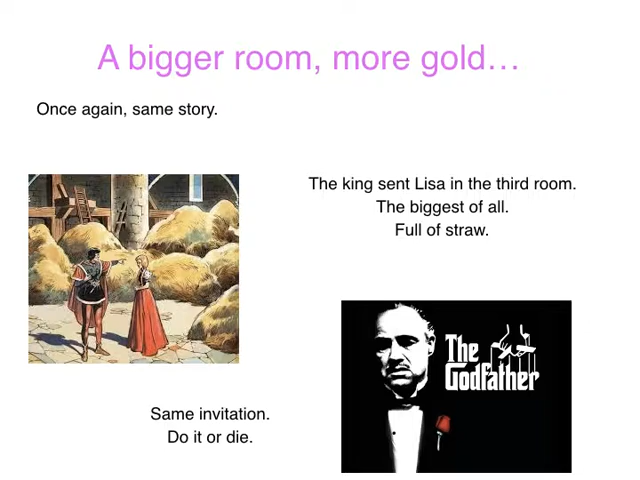 A bigger room, more gold…
Once again, same story.
The king sent Lisa in the third room.
The biggest of all.
Full of straw.
The
Godfather
Same invitation.
Do it or die.